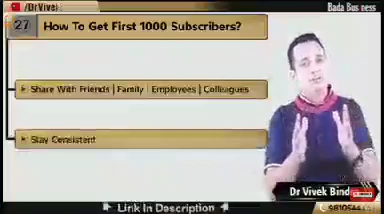 /DrVivek
Bada Business
27 How To Get First 1000 Subscribers?
Share With Friends | Family | Employees | Colleagues
Stay Consistent
Dr Vivek Bind
Link In Description